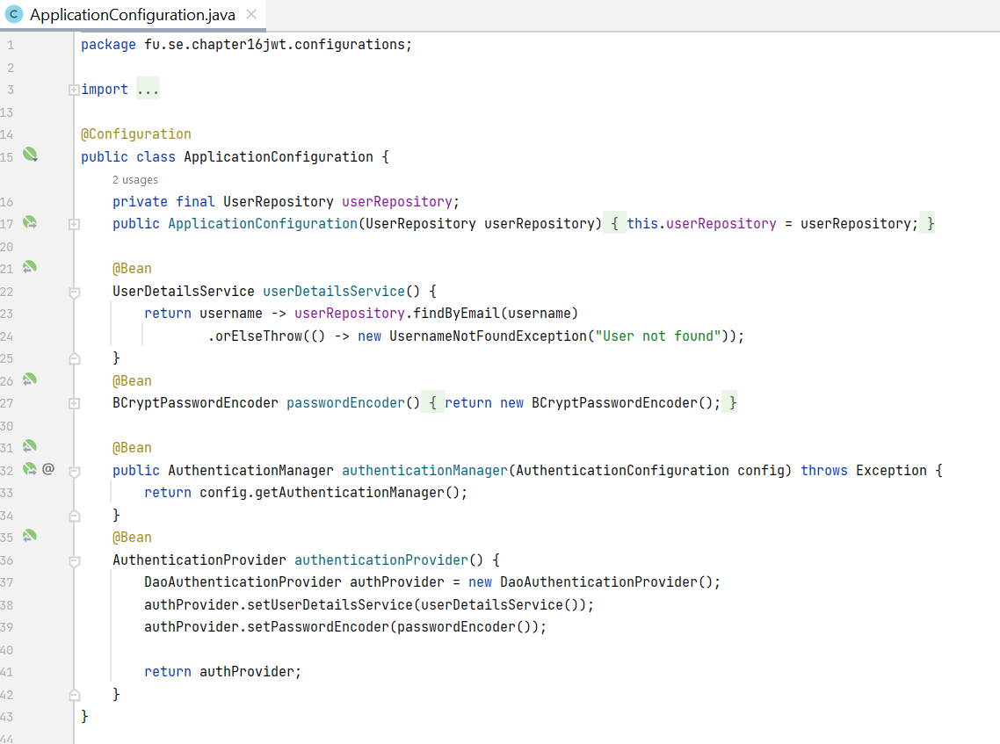 C ApplicationConfiguration.java ×
1 package fu.se.chapter16jwt.configurations;
2
3 import ...
13
14 @Configuration
15 public class ApplicationConfiguration {
2 usages
16 private final UserRepository userRepository;
17 public ApplicationConfiguration(UserRepository userRepository) { this.userRepository = userRepository; }
20
21 @Bean
22 UserDetailsService userDetailsService() {
23 return username -> userRepository.findByEmail(username)
24 .orElseThrow(() -> new UsernameNotFoundException("User not found"));
25 }
26 @Bean
27 BCryptPasswordEncoder passwordEncoder() { return new BCryptPasswordEncoder(); }
30
31 @Bean
32 @ public AuthenticationManager authenticationManager(AuthenticationConfiguration config) throws Exception {
33 return config.getAuthenticationManager();
34 }
35 @Bean
36 AuthenticationProvider authenticationProvider() {
37 DaoAuthenticationProvider authProvider = new DaoAuthenticationProvider();
38 authProvider.setUserDetailsService(userDetailsService());
39 authProvider.setPasswordEncoder(passwordEncoder());
40
41 return authProvider;
42 }
43 }
44